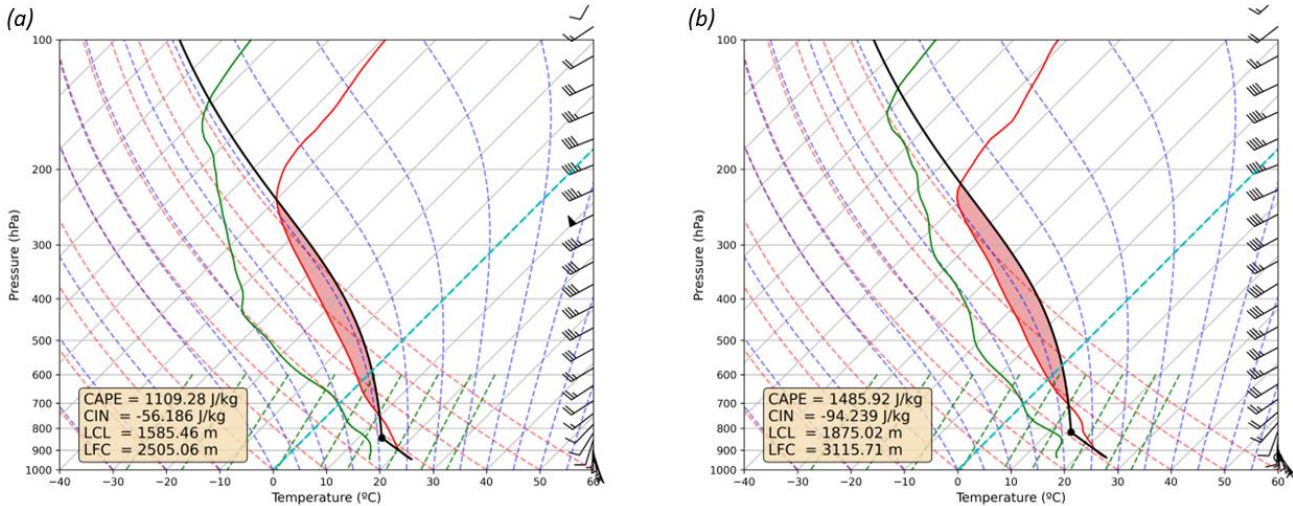 (a)
100
200
300
400
500
600
700
800
900
1000
Pressure (hPa)
CAPE = 1109.28 J/kg
CIN = -56.186 J/kg
LCL = 1585.46 m
LFC = 2505.06 m
−40 −30 −20 −10 0 10 20 30 40 50 60
Temperature (ºC)
(b)
100
200
300
400
500
600
700
800
900
1000
Pressure (hPa)
CAPE = 1485.92 J/kg
CIN = -94.239 J/kg
LCL = 1875.02 m
LFC = 3115.71 m
−40 −30 −20 −10 0 10 20 30 40 50 60
Temperature (ºC)